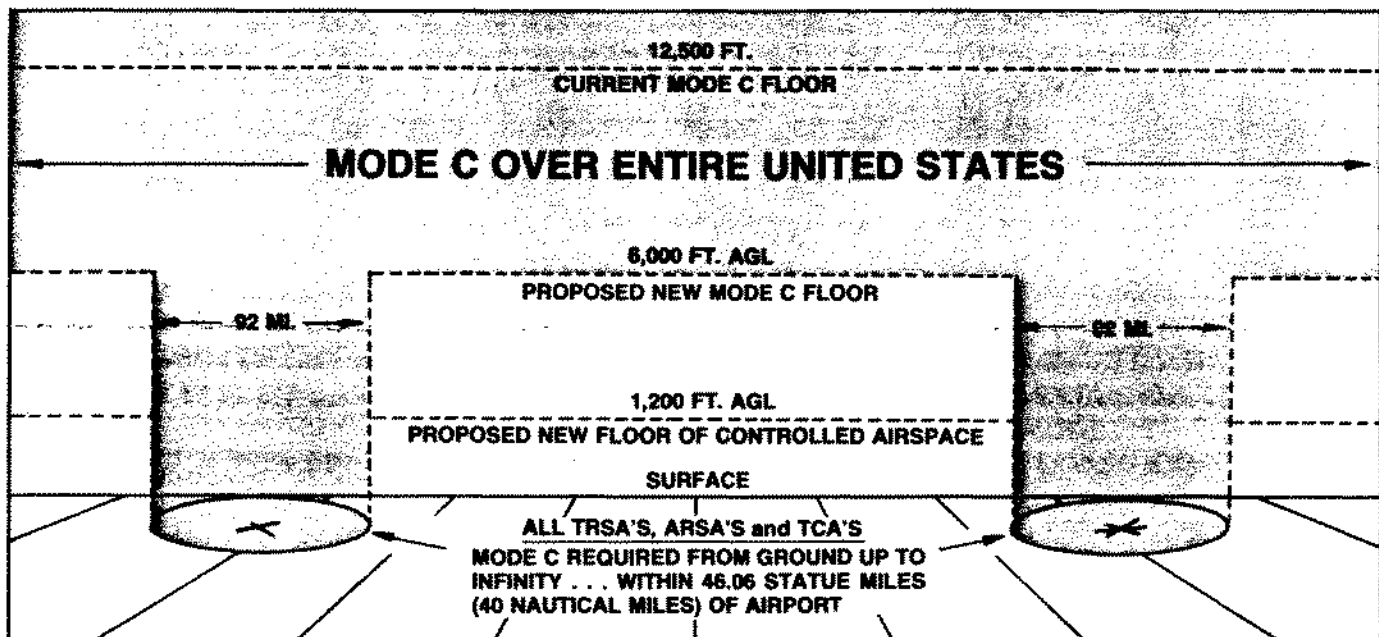 12,500 FT.
CURRENT MODE C FLOOR
MODE C OVER ENTIRE UNITED STATES
6,000 FT. AGL
PROPOSED NEW MODE C FLOOR
92 MI.
92 MI.
1,200 FT. AGL
PROPOSED NEW FLOOR OF CONTROLLED AIRSPACE
SURFACE
ALL TRSA'S, ARSA'S and TCA'S
MODE C REQUIRED FROM GROUND UP TO
INFINITY . . . WITHIN 46.06 STATUE MILES
(40 NAUTICAL MILES) OF AIRPORT